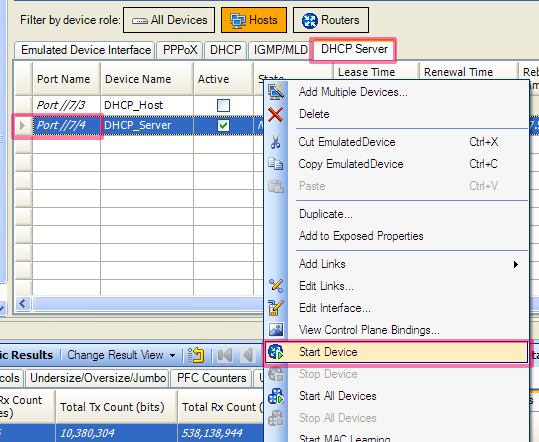 Filter by device role: All Devices Hosts Routers
Emulated Device Interface PPPoX DHCP IGMP/MLD DHCP Server
Port Name Device Name Active State Lease Time Renewal Time
Port //7/3 DHCP_Host
Port //7/4 DHCP_Server
Add Multiple Devices...
Delete
Cut EmulatedDevice Ctrl+X
Copy EmulatedDevice Ctrl+C
Paste Ctrl+V
Duplicate...
Add to Exposed Properties
Add Links
Edit Links...
Edit Interface...
View Control Plane Bindings...
Start Device
Stop Device
Start All Devices
Stop All Devices
Start MAC Learning
Results Change Result View
Undersize/Oversize/Jumbo PFC Counters
Rx Count Total Tx Count (bits) Total Rx Count (bits)
10,380,304 538,138,944